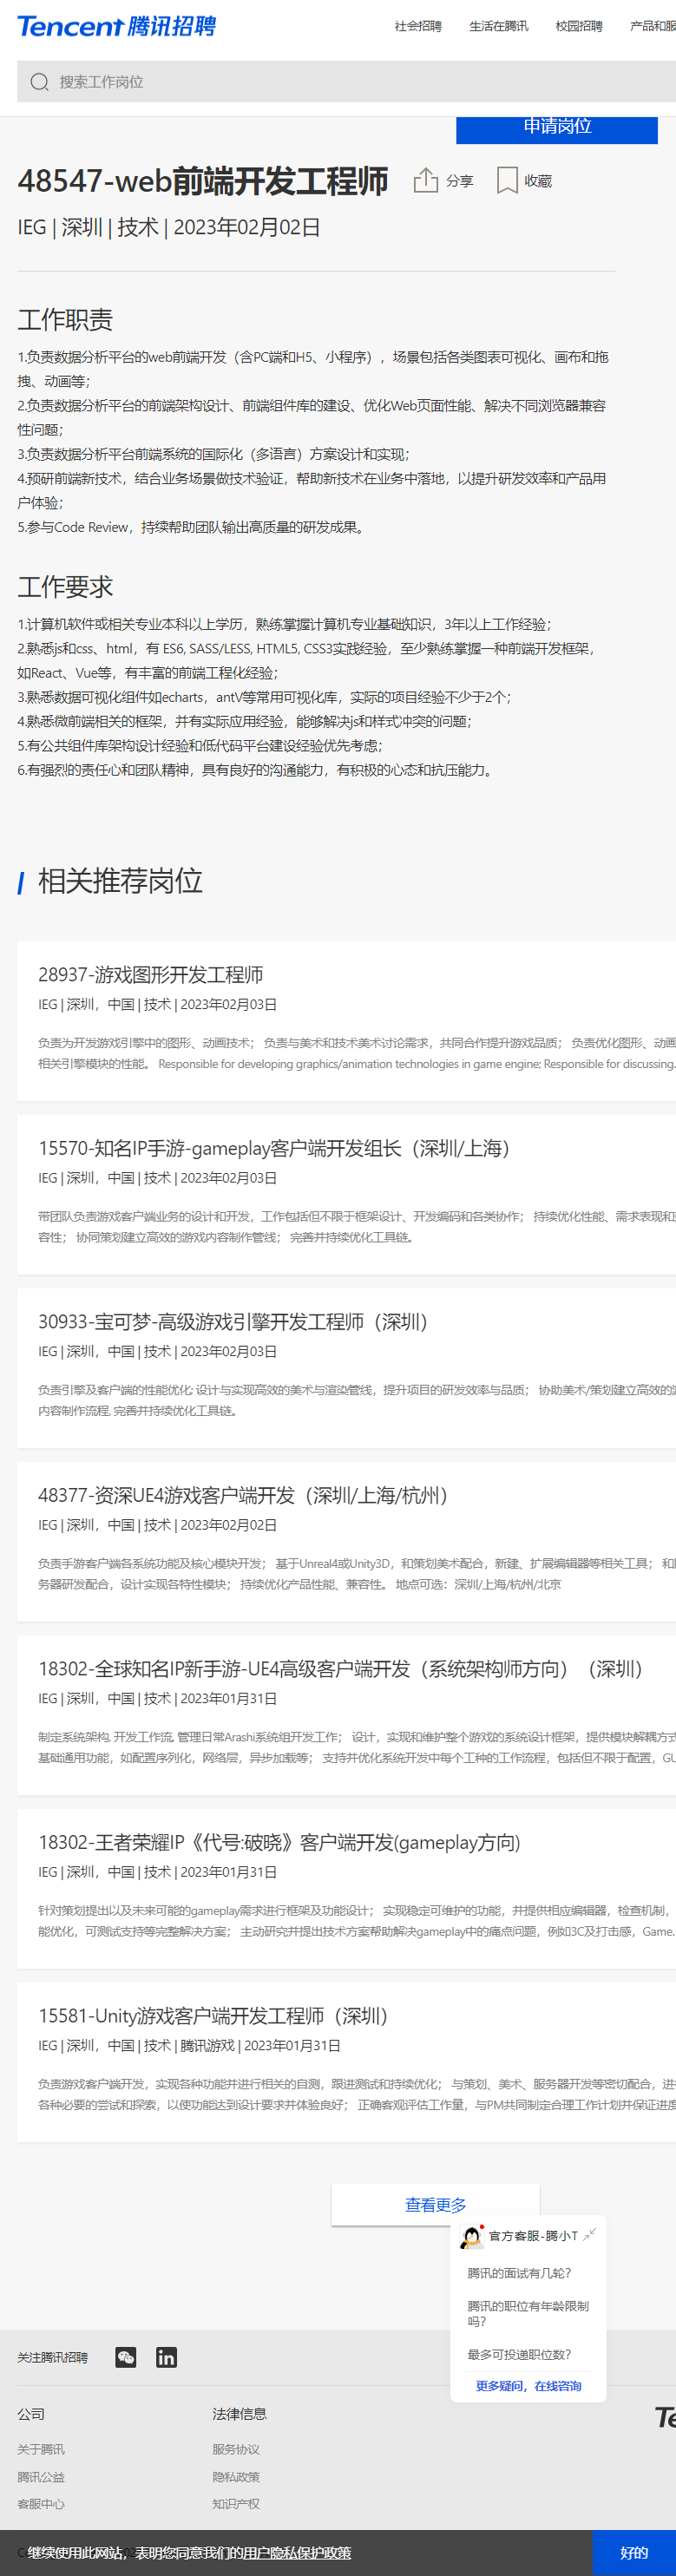 Tencent 腾讯招聘
社会招聘 生活在腾讯 校园招聘 产品和服
搜索工作岗位
申请岗位
48547-web前端开发工程师 分享 收藏
IEG | 深圳 | 技术 | 2023年02月02日
工作职责
1.负责数据分析平台的web前端开发（含PC端和H5、小程序），场景包括各类图表可视化、画布和拖
拽、动画等；
2.负责数据分析平台的前端架构设计、前端组件库的建设、优化Web页面性能、解决不同浏览器兼容
性问题；
3.负责数据分析平台前端系统的国际化（多语言）方案设计和实现；
4.预研前端新技术，结合业务场景做技术验证，帮助新技术在业务中落地，以提升研发效率和产品用
户体验；
5.参与Code Review，持续帮助团队输出高质量的研发成果。
工作要求
1.计算机软件或相关专业本科以上学历，熟练掌握计算机专业基础知识，3年以上工作经验；
2.熟悉js和css、html，有 ES6, SASS/LESS, HTML5, CSS3实践经验，至少熟练掌握一种前端开发框架，
如React、Vue等，有丰富的前端工程化经验；
3.熟悉数据可视化组件如echarts，antV等常用可视化库，实际的项目经验不少于2个；
4.熟悉微前端相关的框架，并有实际应用经验，能够解决js和样式冲突的问题；
5.有公共组件库架构设计经验和低代码平台建设经验优先考虑；
6.有强烈的责任心和团队精神，具有良好的沟通能力，有积极的心态和抗压能力。
相关推荐岗位
28937-游戏图形开发工程师
IEG | 深圳，中国 | 技术 | 2023年02月03日
负责为开发游戏引擎中的图形、动画技术； 负责与美术和技术美术讨论需求，共同合作提升游戏品质； 负责优化图形、动画
相关引擎模块的性能。 Responsible for developing graphics/animation technologies in game engine; Responsible for discussing.
15570-知名IP手游-gameplay客户端开发组长（深圳/上海）
IEG | 深圳，中国 | 技术 | 2023年02月03日
带团队负责游戏客户端业务的设计和开发，工作包括但不限于框架设计、开发编码和各类协作； 持续优化性能、需求表现和
容性； 协同策划建立高效的游戏内容制作管线； 完善并持续优化工具链。
30933-宝可梦-高级游戏引擎开发工程师（深圳）
IEG | 深圳，中国 | 技术 | 2023年02月03日
负责引擎及客户端的性能优化; 设计与实现高效的美术与渲染管线，提升项目的研发效率与品质； 协助美术/策划建立高效的
内容制作流程, 完善并持续优化工具链。
48377-资深UE4游戏客户端开发（深圳/上海/杭州）
IEG | 深圳，中国 | 技术 | 2023年02月02日
负责手游客户端各系统功能及核心模块开发； 基于Unreal4或Unity3D，和策划美术配合，新建、扩展编辑器等相关工具； 和
务器研发配合，设计实现各特性模块； 持续优化产品性能、兼容性。 地点可选：深圳/上海/杭州/北京
18302-全球知名IP新手游-UE4高级客户端开发（系统架构师方向）（深圳）
IEG | 深圳，中国 | 技术 | 2023年01月31日
制定系统架构, 开发工作流, 管理日常Arashi系统组开发工作； 设计，实现和维护整个游戏的系统设计框架，提供模块解耦方式
基础通用功能，如配置序列化，网络层，异步加载等； 支持并优化系统开发中每个工种的工作流程，包括但不限于配置，GU
18302-王者荣耀IP《代号:破晓》客户端开发(gameplay方向)
IEG | 深圳，中国 | 技术 | 2023年01月31日
针对策划提出以及未来可能的gameplay需求进行框架及功能设计； 实现稳定可维护的功能，并提供相应编辑器，检查机制，
能优化，可测试支持等完整解决方案； 主动研究并提出技术方案帮助解决gameplay中的痛点问题，例如3C及打击感，Game.
15581-Unity游戏客户端开发工程师（深圳）
IEG | 深圳，中国 | 技术 | 腾讯游戏 | 2023年01月31日
负责游戏客户端开发，实现各种功能并进行相关的自测，跟进测试和持续优化； 与策划、美术、服务器开发等密切配合，进
各种必要的尝试和探索，以使功能达到设计要求并体验良好； 正确客观评估工作量，与PM共同制定合理工作计划并保证进度
查看更多
官方客服-腾小T
腾讯的面试有几轮？
腾讯的职位有年龄限制
吗？
最多可投递职位数？
更多疑问，在线咨询
关注腾讯招聘
公司 法律信息
关于腾讯 服务协议
腾讯公益 隐私政策
客服中心 知识产权
继续使用此网站，表明您同意我们的用户隐私保护政策 好的